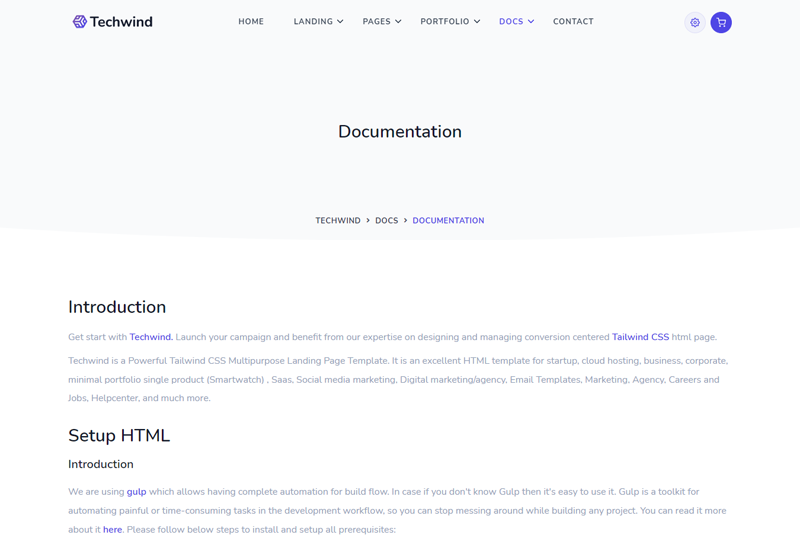 Techwind
HOME LANDING PAGES PORTFOLIO DOCS CONTACT
Documentation
TECHWIND > DOCS > DOCUMENTATION
Introduction
Get start with Techwind. Launch your campaign and benefit from our expertise on designing and managing conversion centered Tailwind CSS html page.
Techwind is a Powerful Tailwind CSS Multipurpose Landing Page Template. It is an excellent HTML template for startup, cloud hosting, business, corporate,
minimal portfolio single product (Smartwatch) , Saas, Social media marketing, Digital marketing/agency, Email Templates, Marketing, Agency, Careers and
Jobs, Helpcenter, and much more.
Setup HTML
Introduction
We are using gulp which allows having complete automation for build flow. In case if you don't know Gulp then it's easy to use it. Gulp is a toolkit for
automating painful or time-consuming tasks in the development workflow, so you can stop messing around while building any project. You can read it more
about it here. Please follow below steps to install and setup all prerequisites: